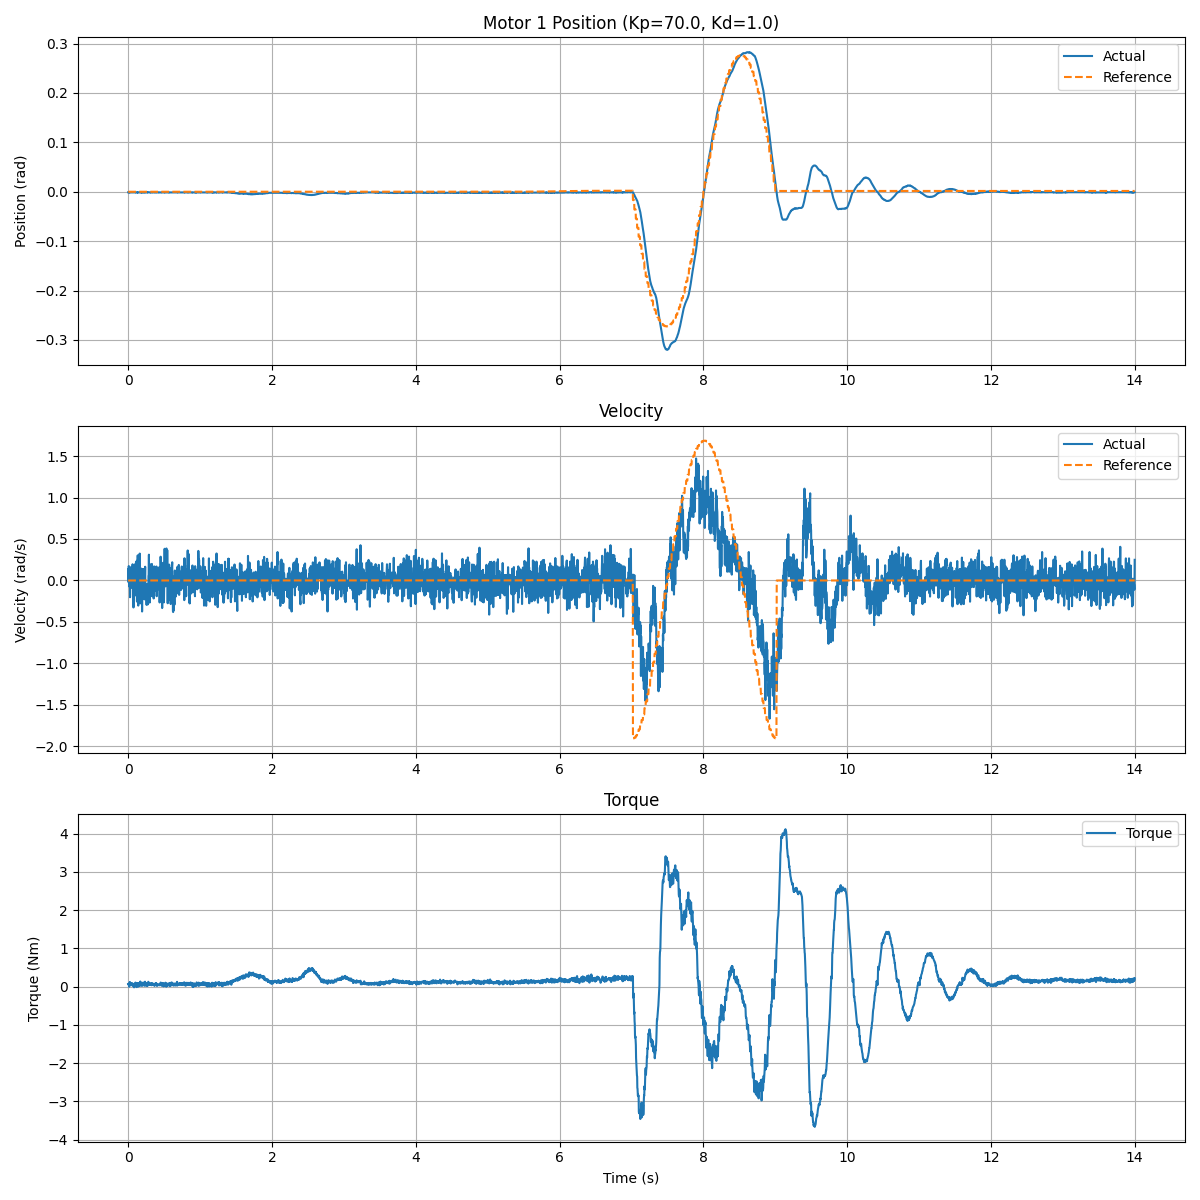 Motor 1 Position (Kp=70.0, Kd=1.0)
Actual
Reference
Position (rad)
0.3
0.2
0.1
0.0
−0.1
−0.2
−0.3
0 2 4 6 8 10 12 14
Velocity
Actual
Reference
Velocity (rad/s)
1.5
1.0
0.5
0.0
−0.5
−1.0
−1.5
−2.0
0 2 4 6 8 10 12 14
Torque
Torque
Torque (Nm)
4
3
2
1
0
−1
−2
−3
−4
0 2 4 6 8 10 12 14
Time (s)